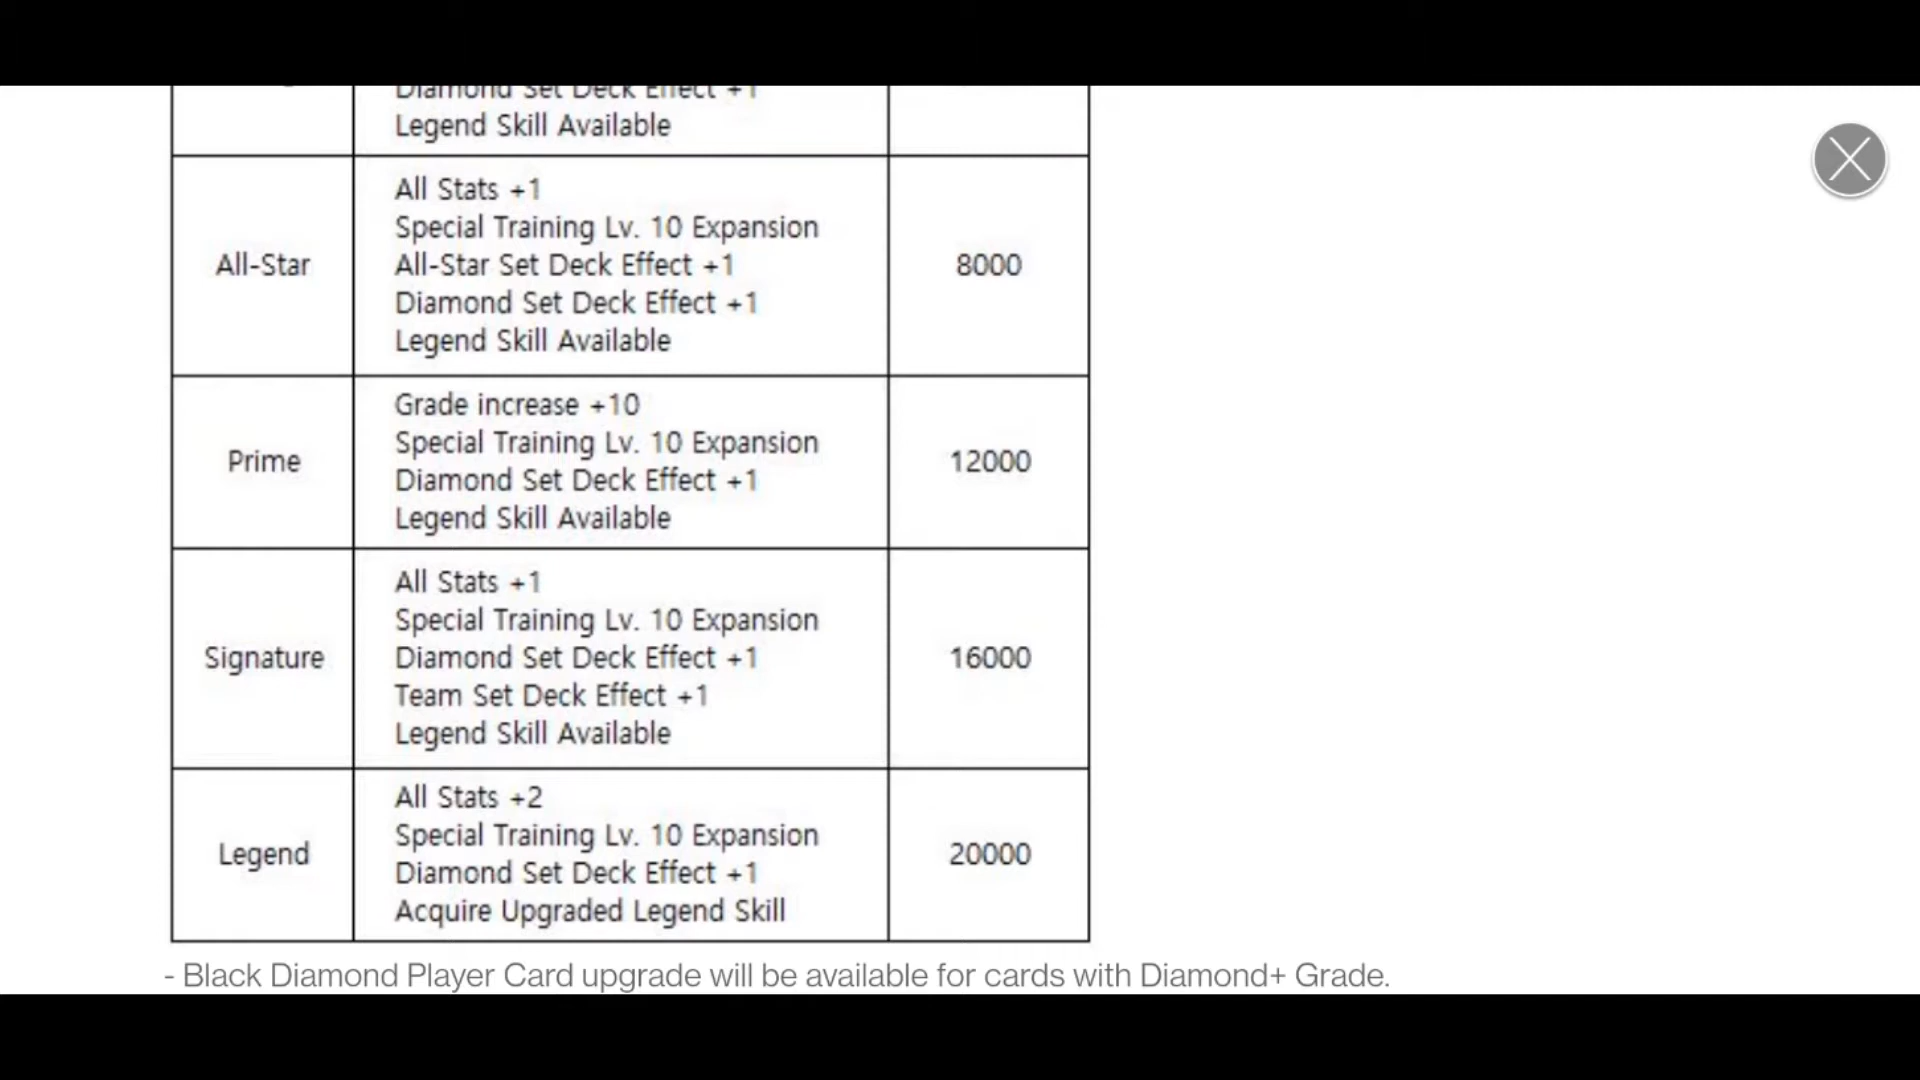 Diamond Set Deck Effect +1
Legend Skill Available
All-Star
All Stats +1
Special Training Lv. 10 Expansion
All-Star Set Deck Effect +1
Diamond Set Deck Effect +1
Legend Skill Available
8000
Prime
Grade increase +10
Special Training Lv. 10 Expansion
Diamond Set Deck Effect +1
Legend Skill Available
12000
Signature
All Stats +1
Special Training Lv. 10 Expansion
Diamond Set Deck Effect +1
Team Set Deck Effect +1
Legend Skill Available
16000
Legend
All Stats +2
Special Training Lv. 10 Expansion
Diamond Set Deck Effect +1
Acquire Upgraded Legend Skill
20000
- Black Diamond Player Card upgrade will be available for cards with Diamond+ Grade.